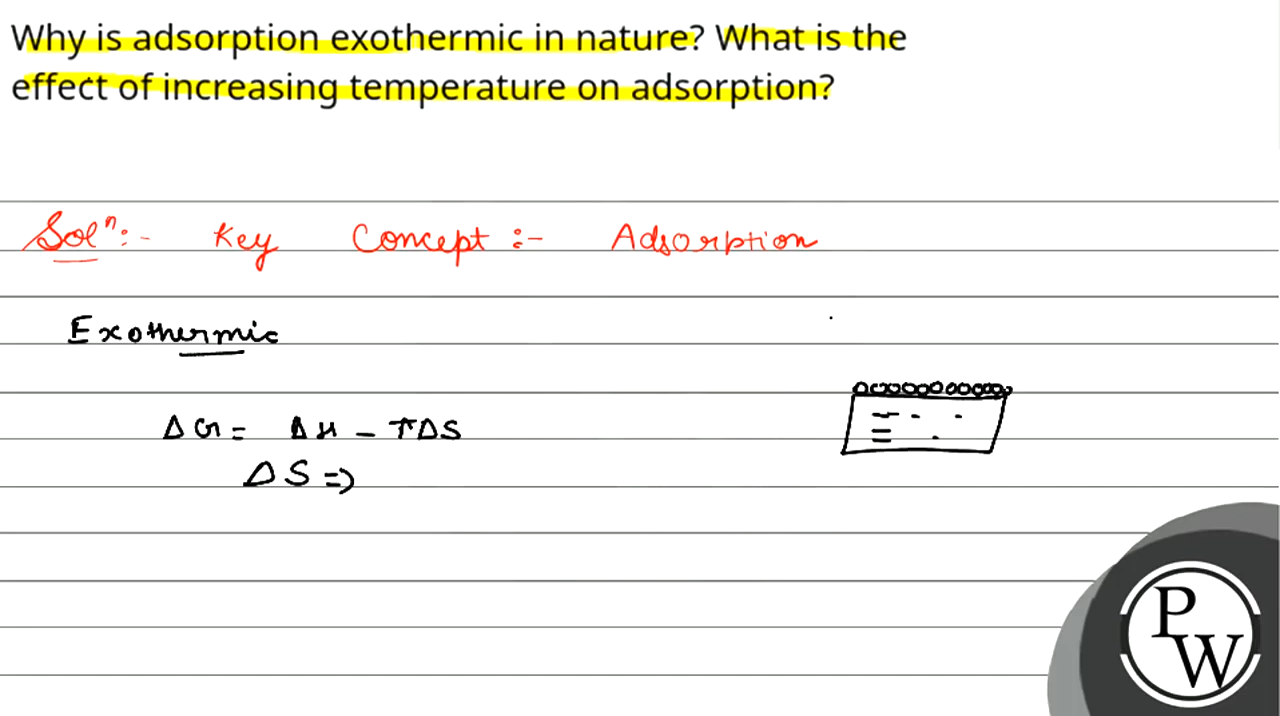 Why is adsorption exothermic in nature? What is the
effect of increasing temperature on adsorption?
Solⁿ:- Key Concept :- Adsorption
Exothermic
ΔG = ΔH - TΔS
ΔS ⇒
PW